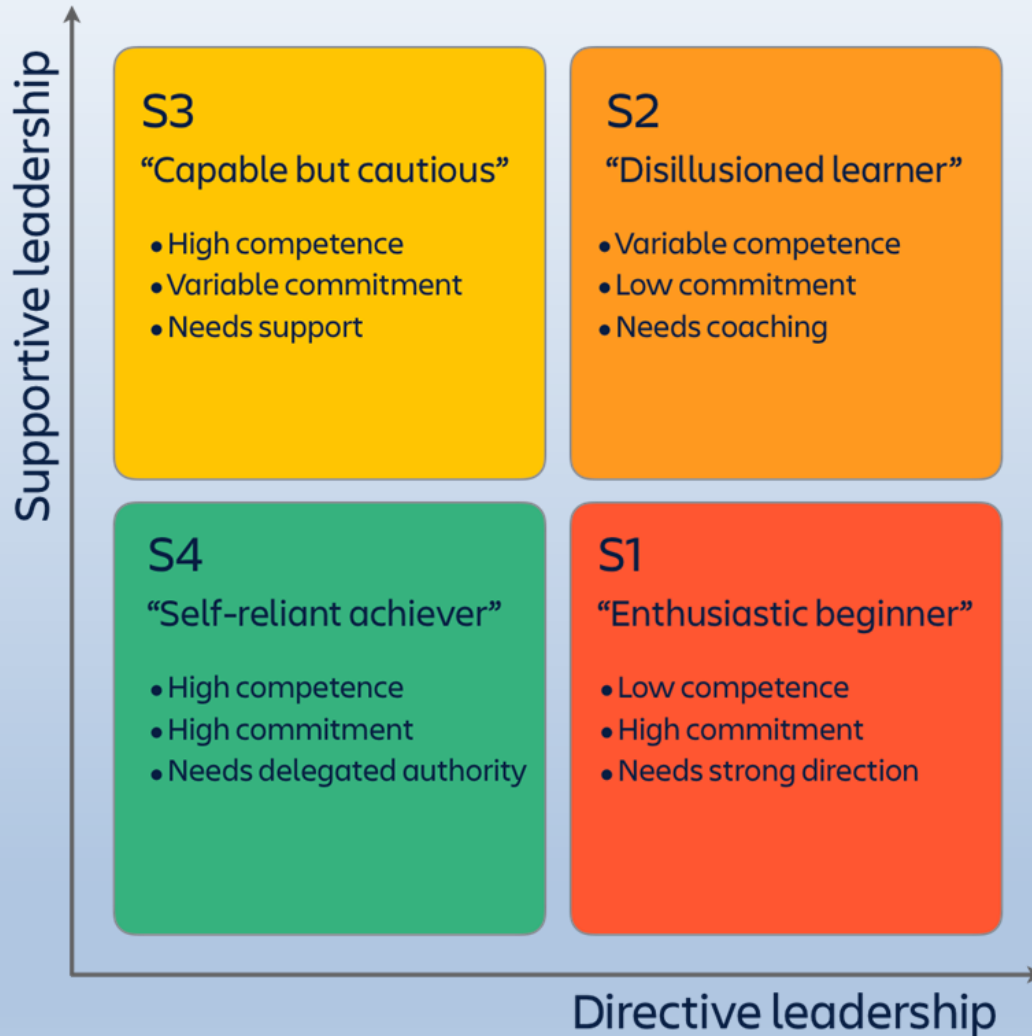 Supportive leadership
S3
“Capable but cautious”
• High competence
• Variable commitment
• Needs support
S2
“Disillusioned learner”
• Variable competence
• Low commitment
• Needs coaching
S4
“Self-reliant achiever”
• High competence
• High commitment
• Needs delegated authority
S1
“Enthusiastic beginner”
• Low competence
• High commitment
• Needs strong direction
Directive leadership